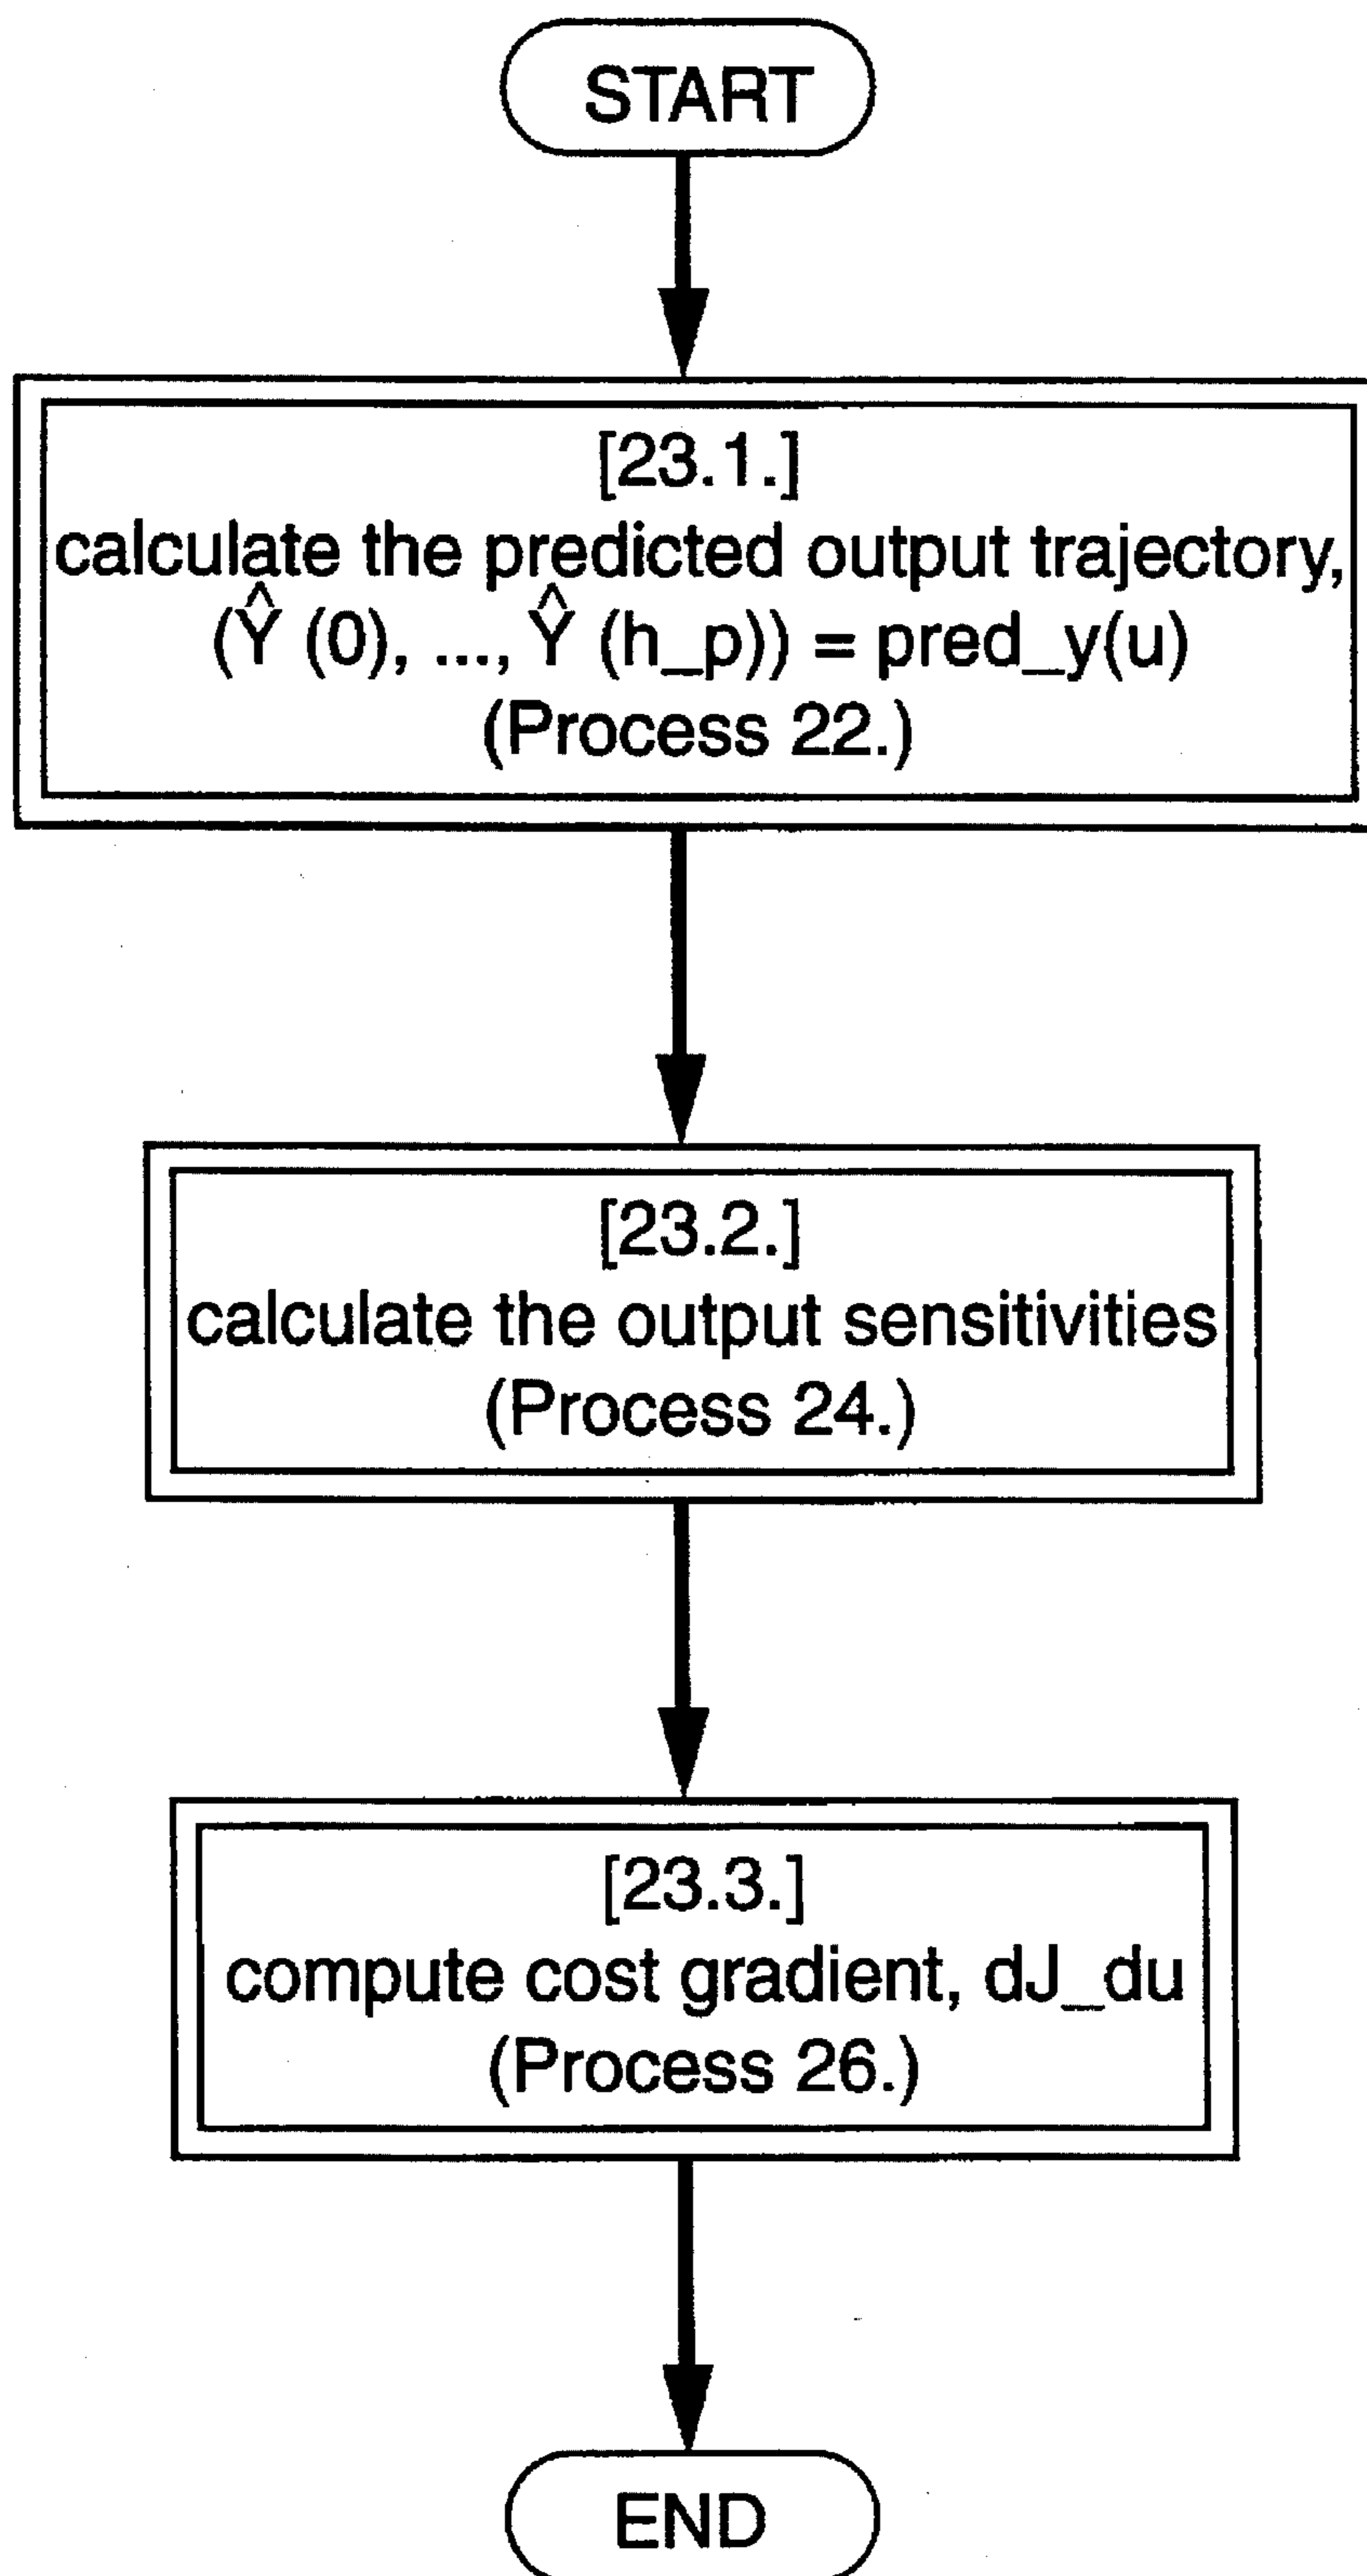 START
[23.1.]
calculate the predicted output trajectory,
(Ŷ (0), ..., Ŷ (h_p)) = pred_y(u)
(Process 22.)
[23.2.]
calculate the output sensitivities
(Process 24.)
[23.3.]
compute cost gradient, dJ_du
(Process 26.)
END